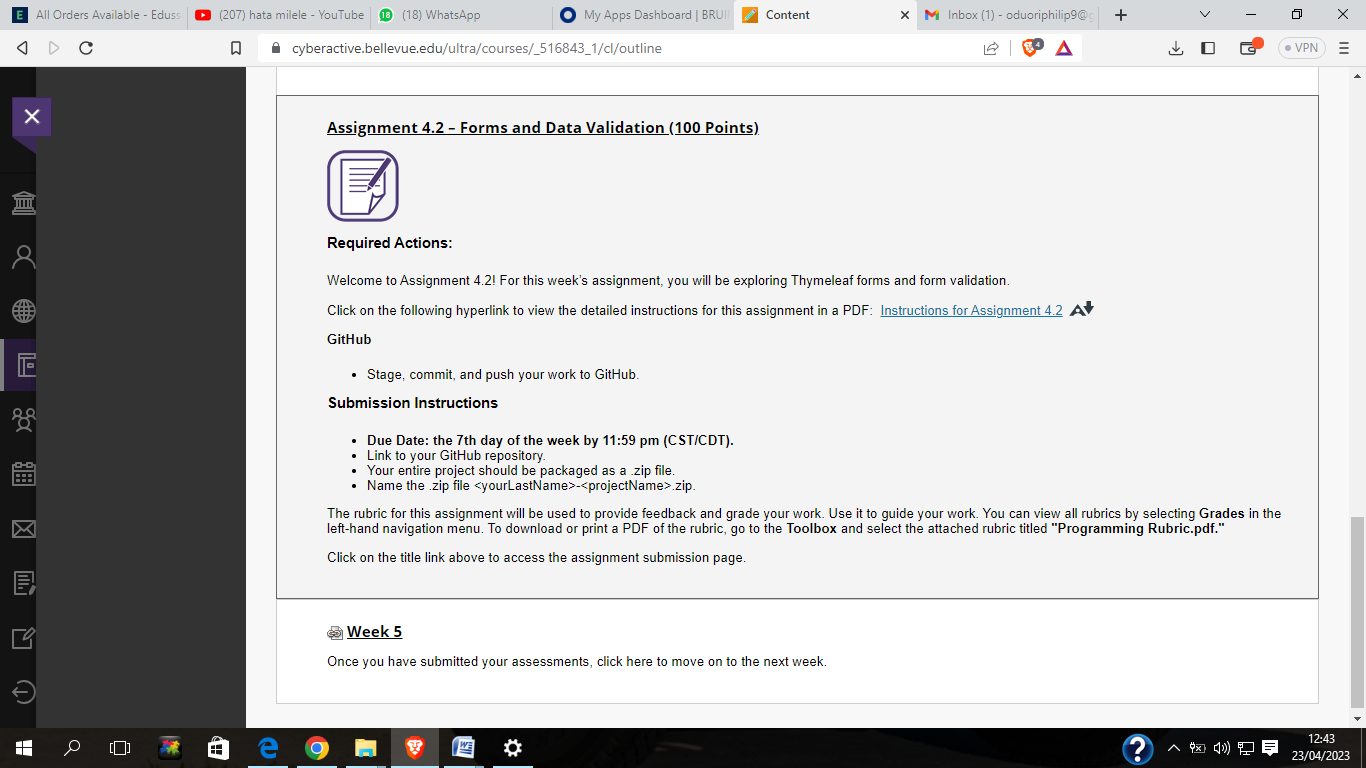 All Orders Available - Eduss
(207) hata milele - YouTube
18 (18) WhatsApp
My Apps Dashboard | BRUI
Content
Inbox (1) - oduoriphilip9@g
cyberactive.bellevue.edu/ultra/courses/_516843_1/cl/outline
4
VPN
Assignment 4.2 – Forms and Data Validation (100 Points)
Required Actions:
Welcome to Assignment 4.2! For this week's assignment, you will be exploring Thymeleaf forms and form validation.
Click on the following hyperlink to view the detailed instructions for this assignment in a PDF: Instructions for Assignment 4.2
GitHub
• Stage, commit, and push your work to GitHub.
Submission Instructions
• Due Date: the 7th day of the week by 11:59 pm (CST/CDT).
• Link to your GitHub repository.
• Your entire project should be packaged as a .zip file.
• Name the .zip file <yourLastName>-<projectName>.zip.
The rubric for this assignment will be used to provide feedback and grade your work. Use it to guide your work. You can view all rubrics by selecting Grades in the
left-hand navigation menu. To download or print a PDF of the rubric, go to the Toolbox and select the attached rubric titled "Programming Rubric.pdf."
Click on the title link above to access the assignment submission page.
Week 5
Once you have submitted your assessments, click here to move on to the next week.
12:43
23/04/2023